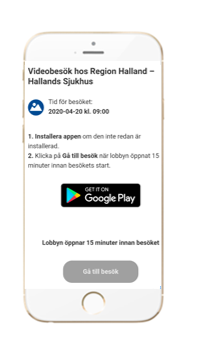 Videobesök hos Region Halland –
Hallands Sjukhus
Tid för besöket:
2020-04-20 kl. 09:00
1. Installera appen om den inte redan är
installerad.
2. Klicka på Gå till besök när lobbyn öppnat 15
minuter innan besökets start.
GET IT ON
Google Play
Lobbyn öppnar 15 minuter innan besöket
Gå till besök